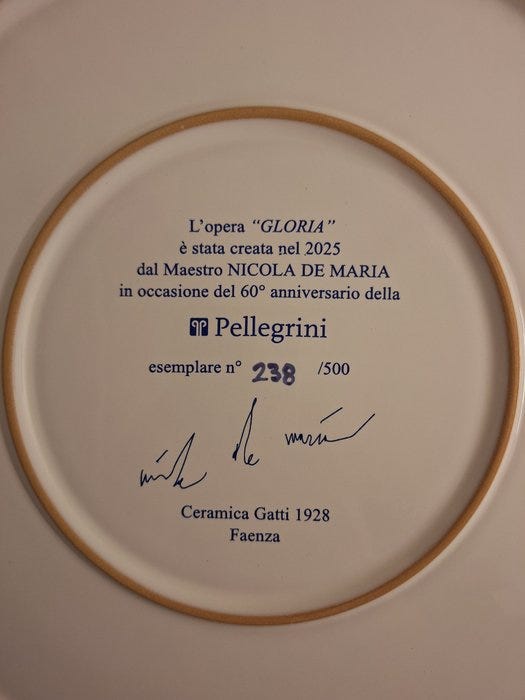 L'opera "GLORIA"
è stata creata nel 2025
dal Maestro NICOLA DE MARIA
in occasione del 60° anniversario della
Pellegrini
esemplare n° 238 /500
nicola de maria
Ceramica Gatti 1928
Faenza